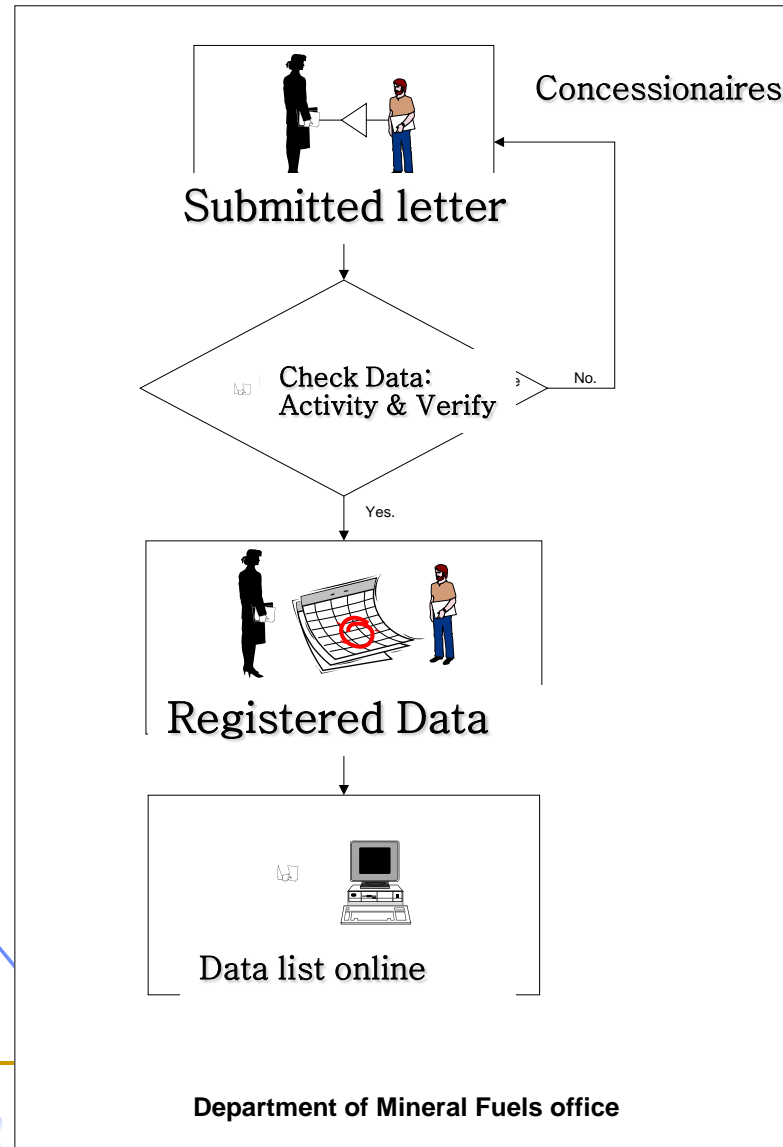 Concessionaires
Submitted letter
Check Data:
Activity & Verify
No.
Yes.
Registered Data
Data list online
Department of Mineral Fuels office